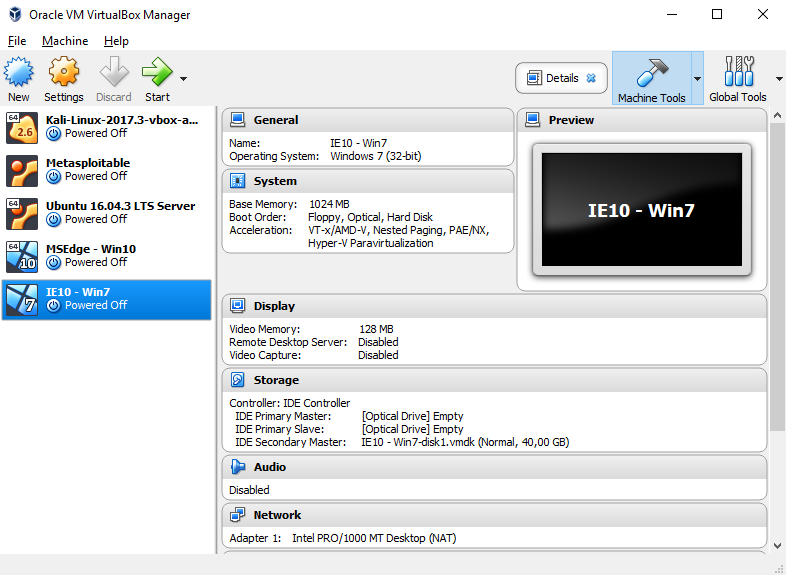 Oracle VM VirtualBox Manager
File Machine Help
New Settings Discard Start Details Machine Tools Global Tools
64 2.6 Kali-Linux-2017.3-vbox-a...
Powered Off
Metasploitable
Powered Off
64 Ubuntu 16.04.3 LTS Server
Powered Off
64 10 MSEdge - Win10
Powered Off
7 IE10 - Win7
Powered Off
General
Name: IE10 - Win7
Operating System: Windows 7 (32-bit)
System
Base Memory: 1024 MB
Boot Order: Floppy, Optical, Hard Disk
Acceleration: VT-x/AMD-V, Nested Paging, PAE/NX,
Hyper-V Paravirtualization
Preview
IE10 - Win7
Display
Video Memory: 128 MB
Remote Desktop Server: Disabled
Video Capture: Disabled
Storage
Controller: IDE Controller
IDE Primary Master: [Optical Drive] Empty
IDE Primary Slave: [Optical Drive] Empty
IDE Secondary Master: IE10 - Win7-disk1.vmdk (Normal, 40,00 GB)
Audio
Disabled
Network
Adapter 1: Intel PRO/1000 MT Desktop (NAT)